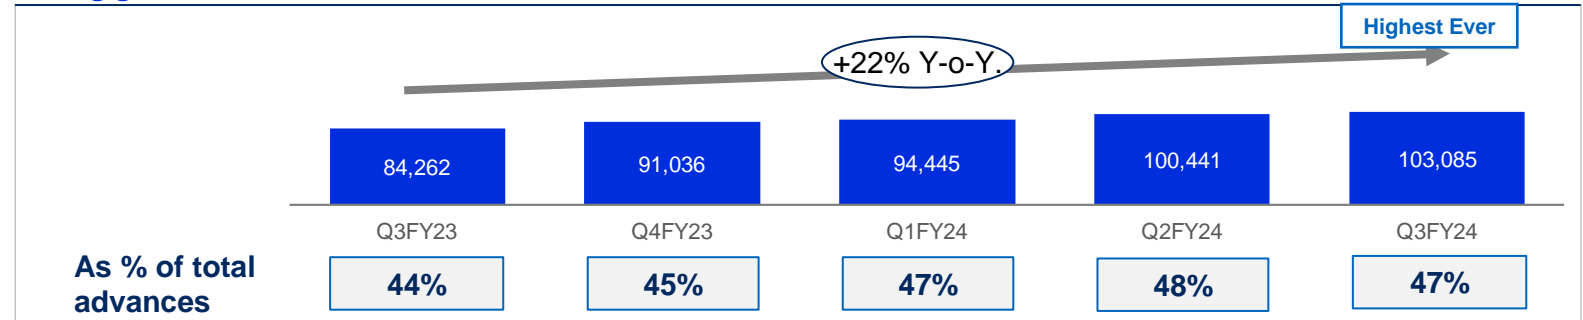 Highest Ever
+22% Y-o-Y.
84,262 91,036 94,445 100,441 103,085
Q3FY23 Q4FY23 Q1FY24 Q2FY24 Q3FY24
As % of total
advances
44% 45% 47% 48% 47%